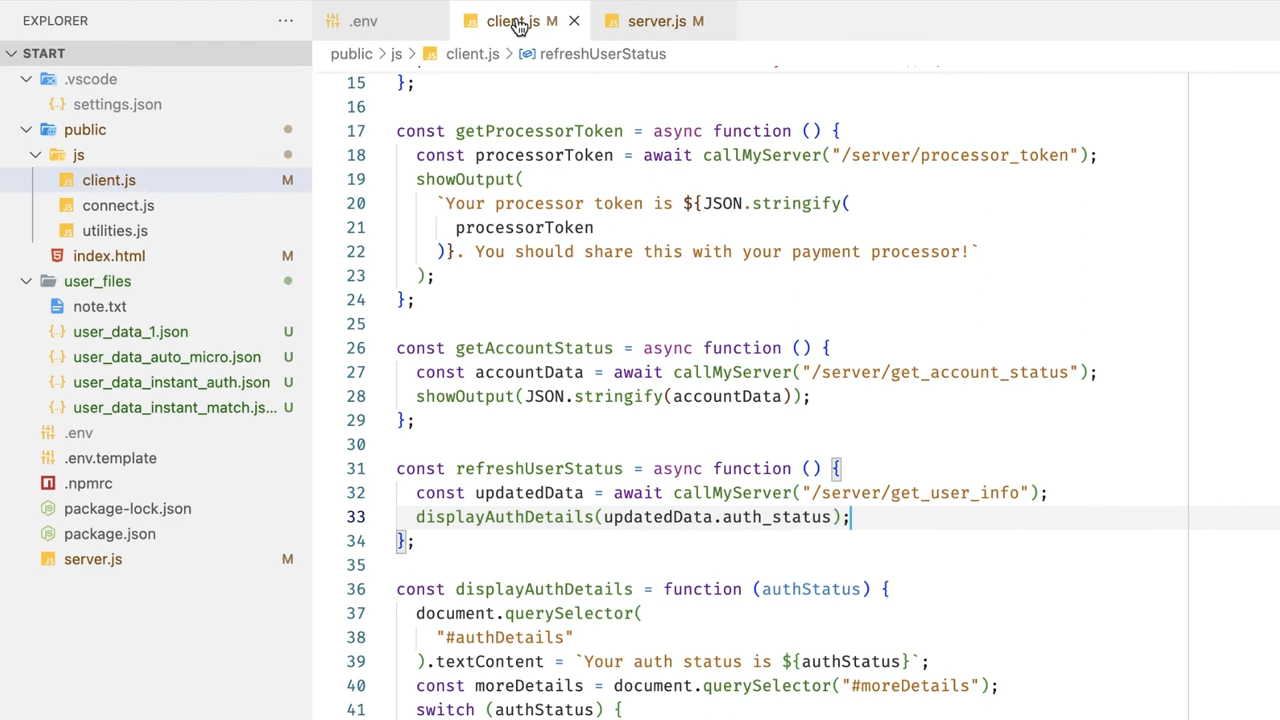 EXPLORER
START
.vscode
settings.json
public
js
client.js M
connect.js
utilities.js
index.html M
user_files
note.txt
user_data_1.json U
user_data_auto_micro.json U
user_data_instant_auth.json U
user_data_instant_match.js... U
.env
.env.template
.npmrc
package-lock.json
package.json
server.js M
.env
client.js M
server.js M
public > js > client.js > refreshUserStatus
15 };
16
17 const getProcessorToken = async function () {
18 const processorToken = await callMyServer("/server/processor_token");
19 showOutput(
20 `Your processor token is ${JSON.stringify(
21 processorToken
22 )}. You should share this with your payment processor!`
23 );
24 };
25
26 const getAccountStatus = async function () {
27 const accountData = await callMyServer("/server/get_account_status");
28 showOutput(JSON.stringify(accountData));
29 };
30
31 const refreshUserStatus = async function () {
32 const updatedData = await callMyServer("/server/get_user_info");
33 displayAuthDetails(updatedData.auth_status);
34 };
35
36 const displayAuthDetails = function (authStatus) {
37 document.querySelector(
38 "#authDetails"
39 ).textContent = `Your auth status is ${authStatus}`;
40 const moreDetails = document.querySelector("#moreDetails");
41 switch (authStatus) {